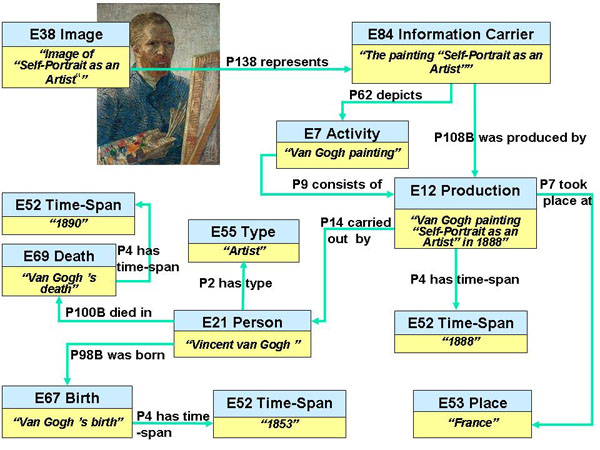 E38 Image
“Image of
“Self-Portrait as an
Artist“”
P138 represents
E84 Information Carrier
“The painting “Self-Portrait as an
Artist””
P62 depicts
E7 Activity
“Van Gogh painting”
P108B was produced by
P9 consists of
E12 Production
“Van Gogh painting
“Self-Portrait as an
Artist” in 1888”
P7 took
place at
E52 Time-Span
“1890”
P4 has
time-span
E69 Death
“Van Gogh ’s
death”
E55 Type
“Artist”
P14 carried
out by
P2 has type
P4 has time-span
P100B died in
E21 Person
“Vincent van Gogh ”
E52 Time-Span
“1888”
P98B was born
E67 Birth
“Van Gogh ’s birth”
P4 has time
-span
E52 Time-Span
“1853”
E53 Place
“France”